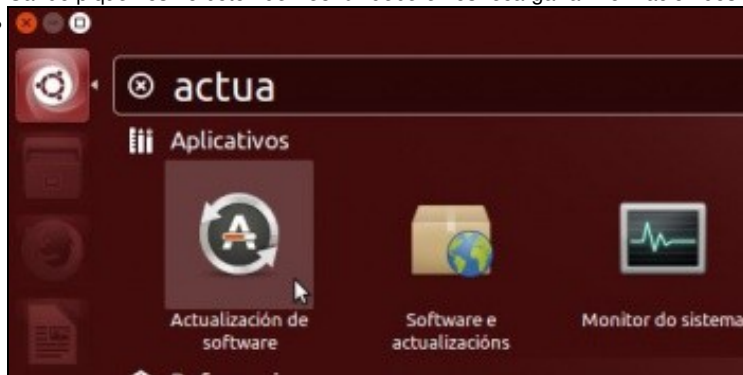 actua
Aplicativos
Actualización de
software
Software e
actualizacións
Monitor do sistema